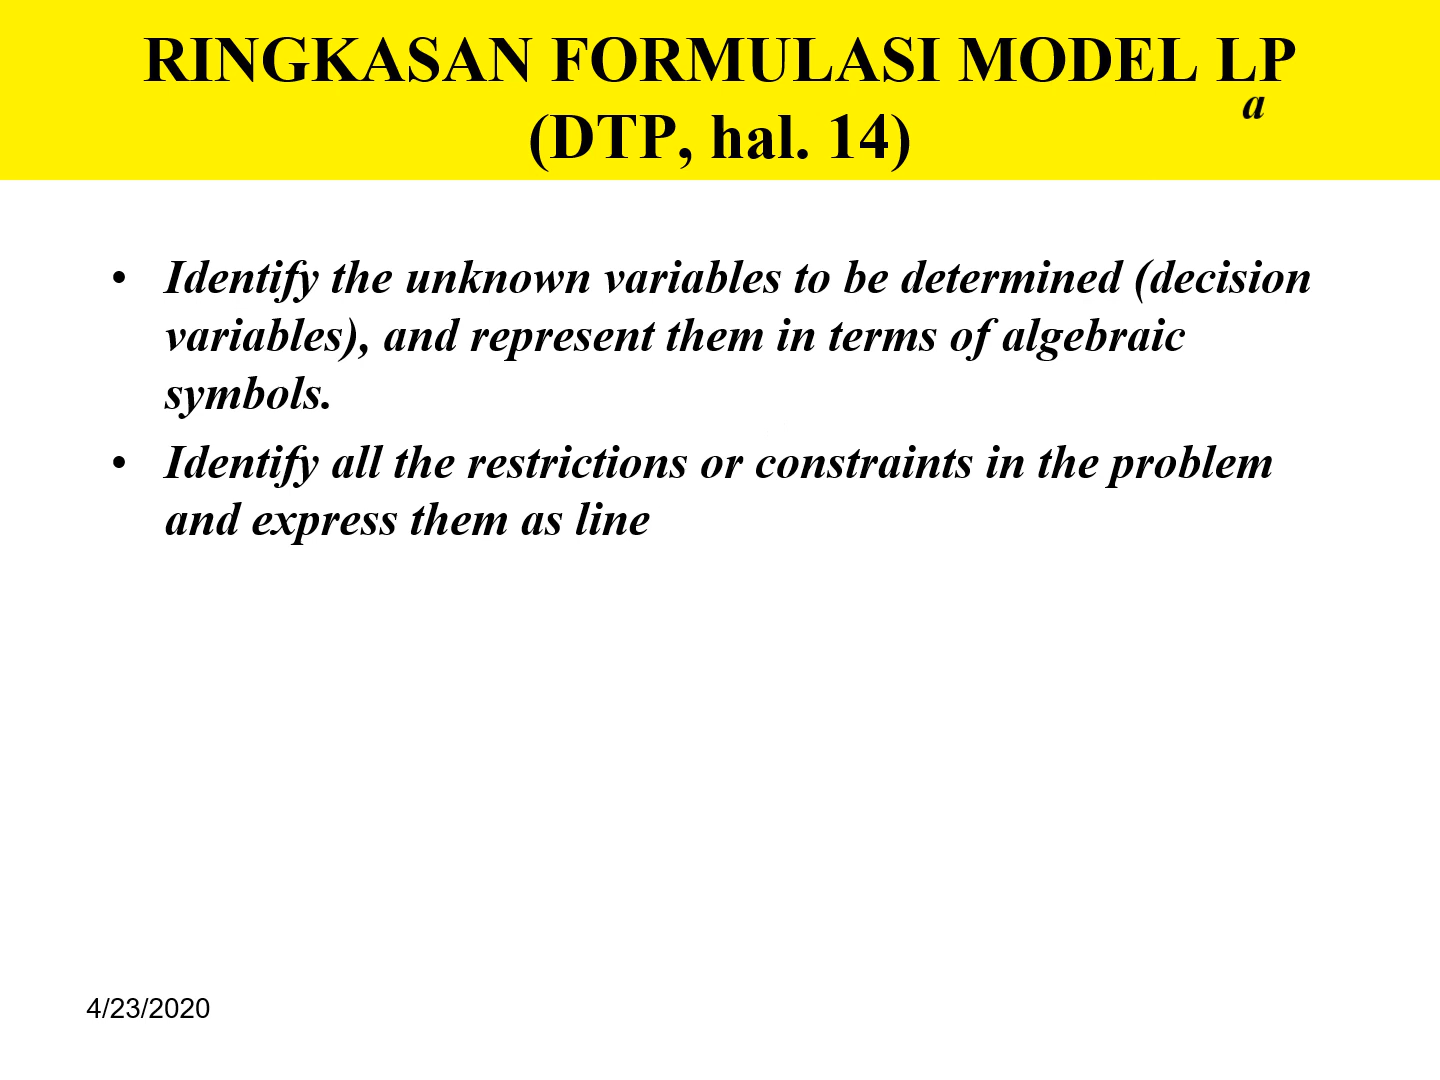 RINGKASAN FORMULASI MODEL LP
a
(DTP, hal. 14)
• Identify the unknown variables to be determined (decision
variables), and represent them in terms of algebraic
symbols.
• Identify all the restrictions or constraints in the problem
and express them as line
4/23/2020